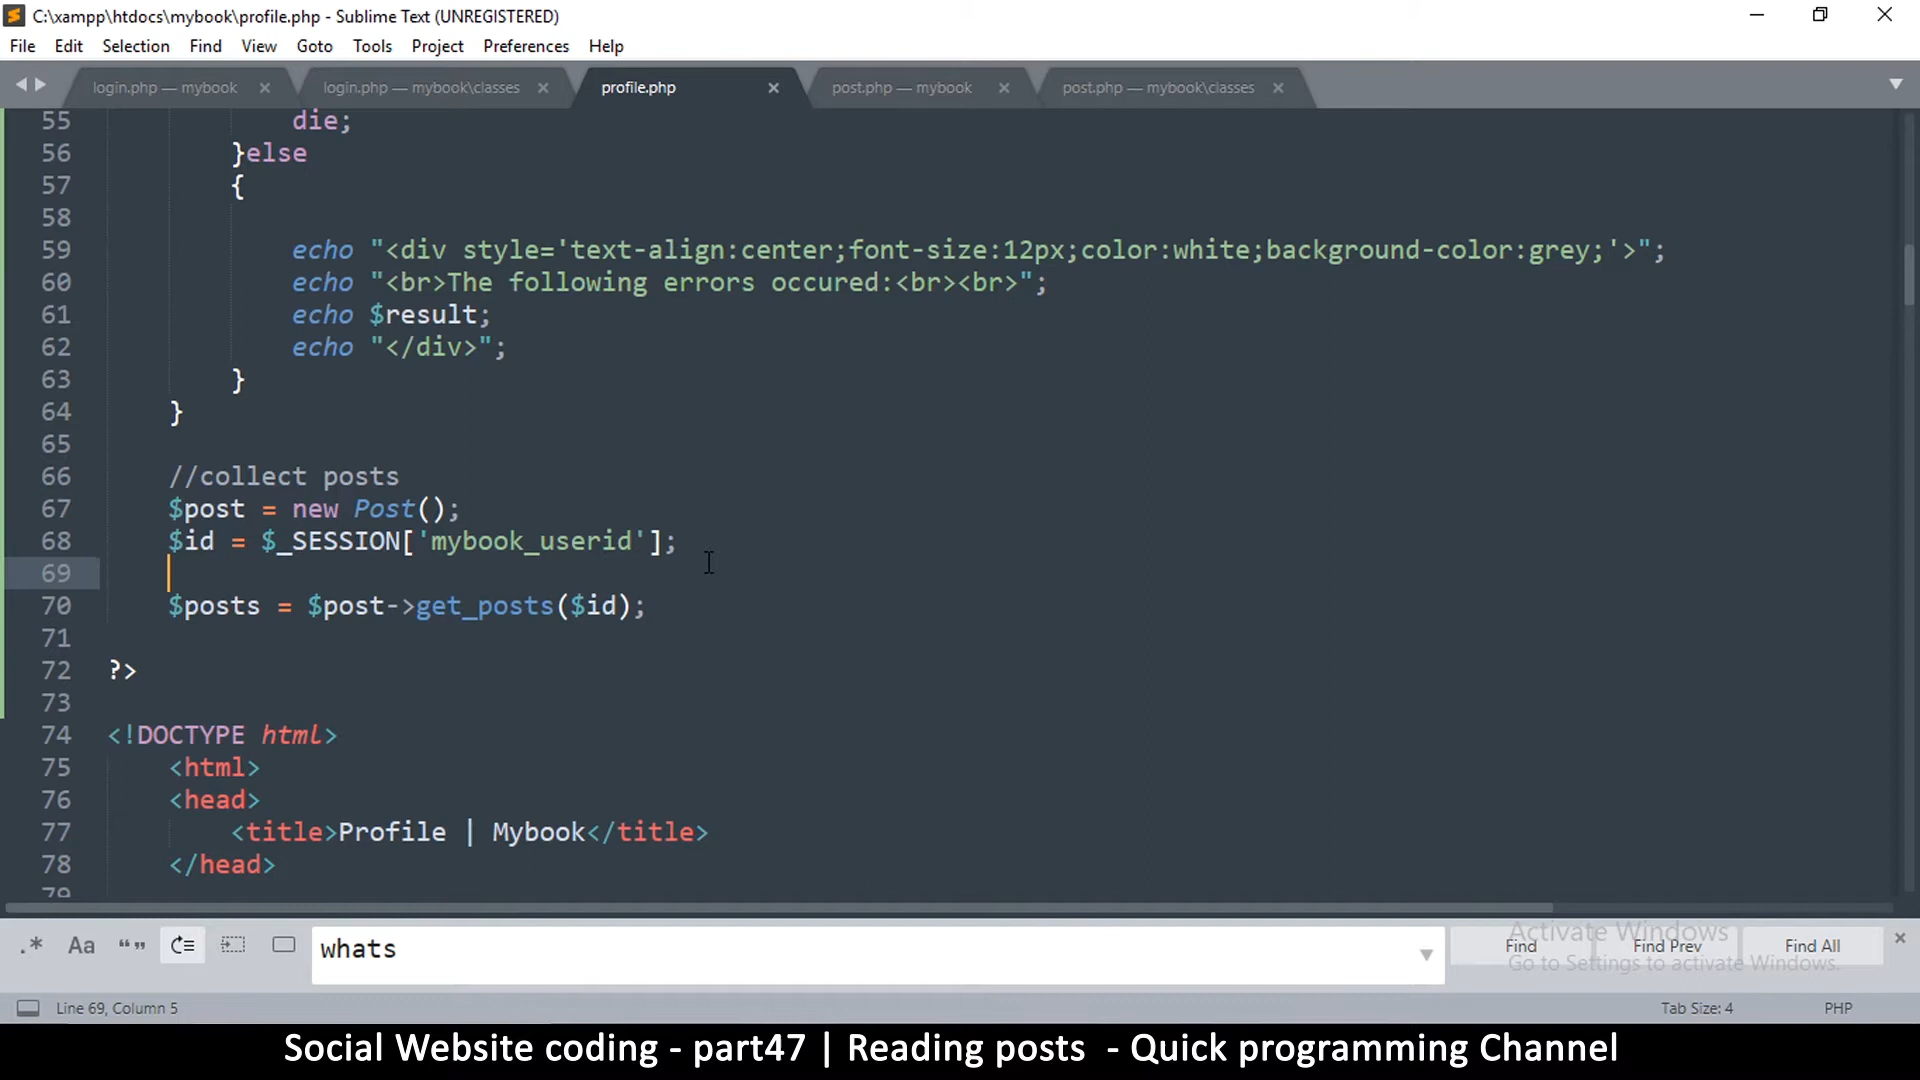 C:\xampp\htdocs\mybook\profile.php - Sublime Text (UNREGISTERED)
File Edit Selection Find View Goto Tools Project Preferences Help
login.php — mybook login.php — mybook\classes profile.php post.php — mybook post.php — mybook\classes
55 die;
56 }else
57 {
58
59 echo "<div style='text-align:center;font-size:12px;color:white;background-color:grey;'>";
60 echo "<br>The following errors occured:<br><br>";
61 echo $result;
62 echo "</div>";
63 }
64 }
65
66 //collect posts
67 $post = new Post();
68 $id = $_SESSION['mybook_userid'];
69
70 $posts = $post->get_posts($id);
71
72 ?>
73
74 <!DOCTYPE html>
75 <html>
76 <head>
77 <title>Profile | Mybook</title>
78 </head>
79
.* Aa “” whats Find Find Prev Find All
Activate Windows
Go to Settings to activate Windows.
Line 69, Column 5 Tab Size: 4 PHP
Social Website coding - part47 | Reading posts - Quick programming Channel